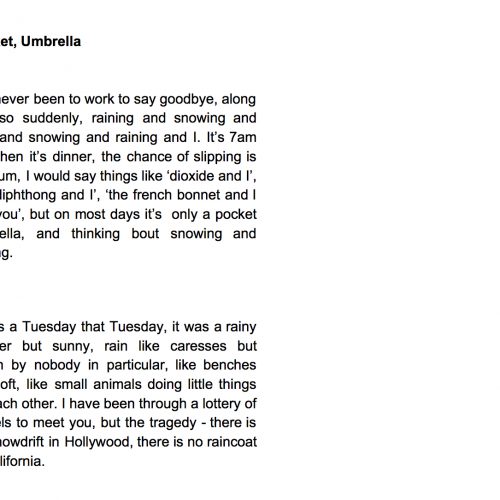 et, Umbrella
never been to work to say goodbye, along
so suddenly, raining and snowing and
and snowing and raining and I. It’s 7am
hen it’s dinner, the chance of slipping is
um, I would say things like ‘dioxide and I’,
liphthong and I’, ‘the french bonnet and I
you’, but on most days it’s only a pocket
ella, and thinking bout snowing and
g.
s a Tuesday that Tuesday, it was a rainy
er but sunny, rain like caresses but
n by nobody in particular, like benches
oft, like small animals doing little things
ach other. I have been through a lottery of
els to meet you, but the tragedy - there is
nowdrift in Hollywood, there is no raincoat
lifornia.